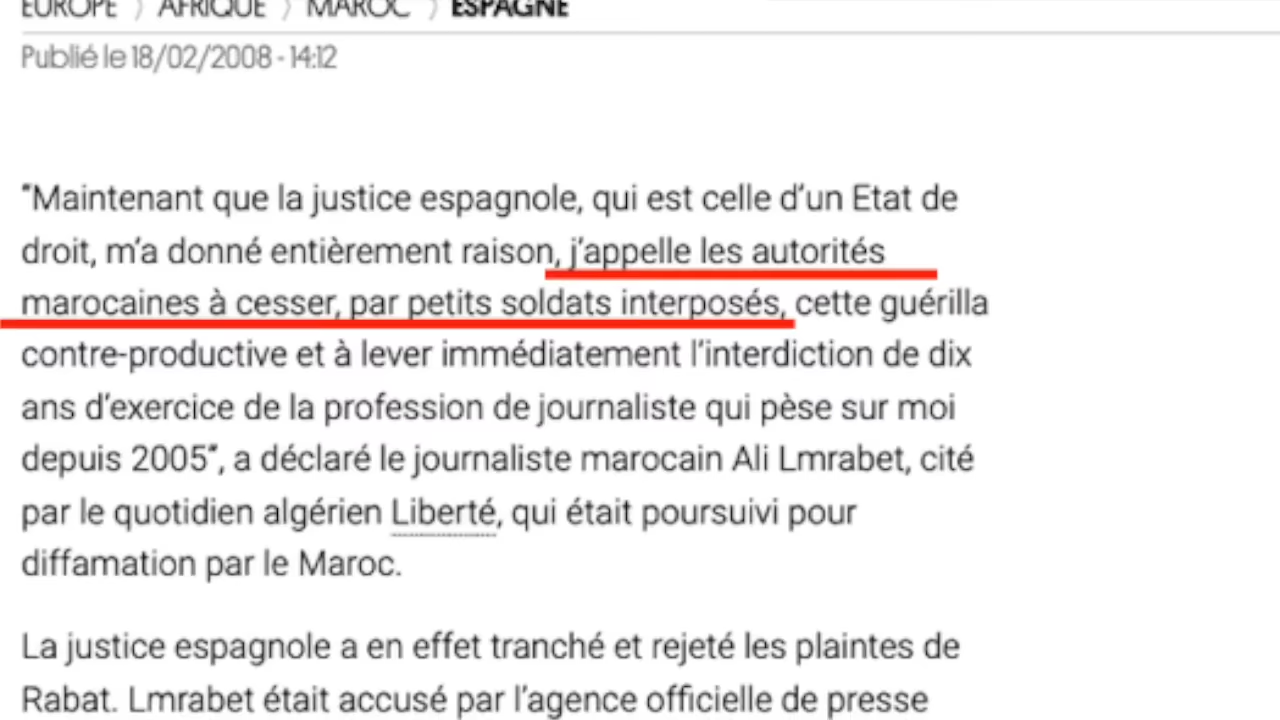 EUROPE 〉 AFRIQUE 〉 MAROC 〉 ESPAGNE
Publié le 18/02/2008 - 14:12
“Maintenant que la justice espagnole, qui est celle d’un Etat de
droit, m’a donné entièrement raison, j’appelle les autorités
marocaines à cesser, par petits soldats interposés, cette guérilla
contre-productive et à lever immédiatement l’interdiction de dix
ans d’exercice de la profession de journaliste qui pèse sur moi
depuis 2005”, a déclaré le journaliste marocain Ali Lmrabet, cité
par le quotidien algérien Liberté, qui était poursuivi pour
diffamation par le Maroc.
La justice espagnole a en effet tranché et rejeté les plaintes de
Rabat. Lmrabet était accusé par l’agence officielle de presse